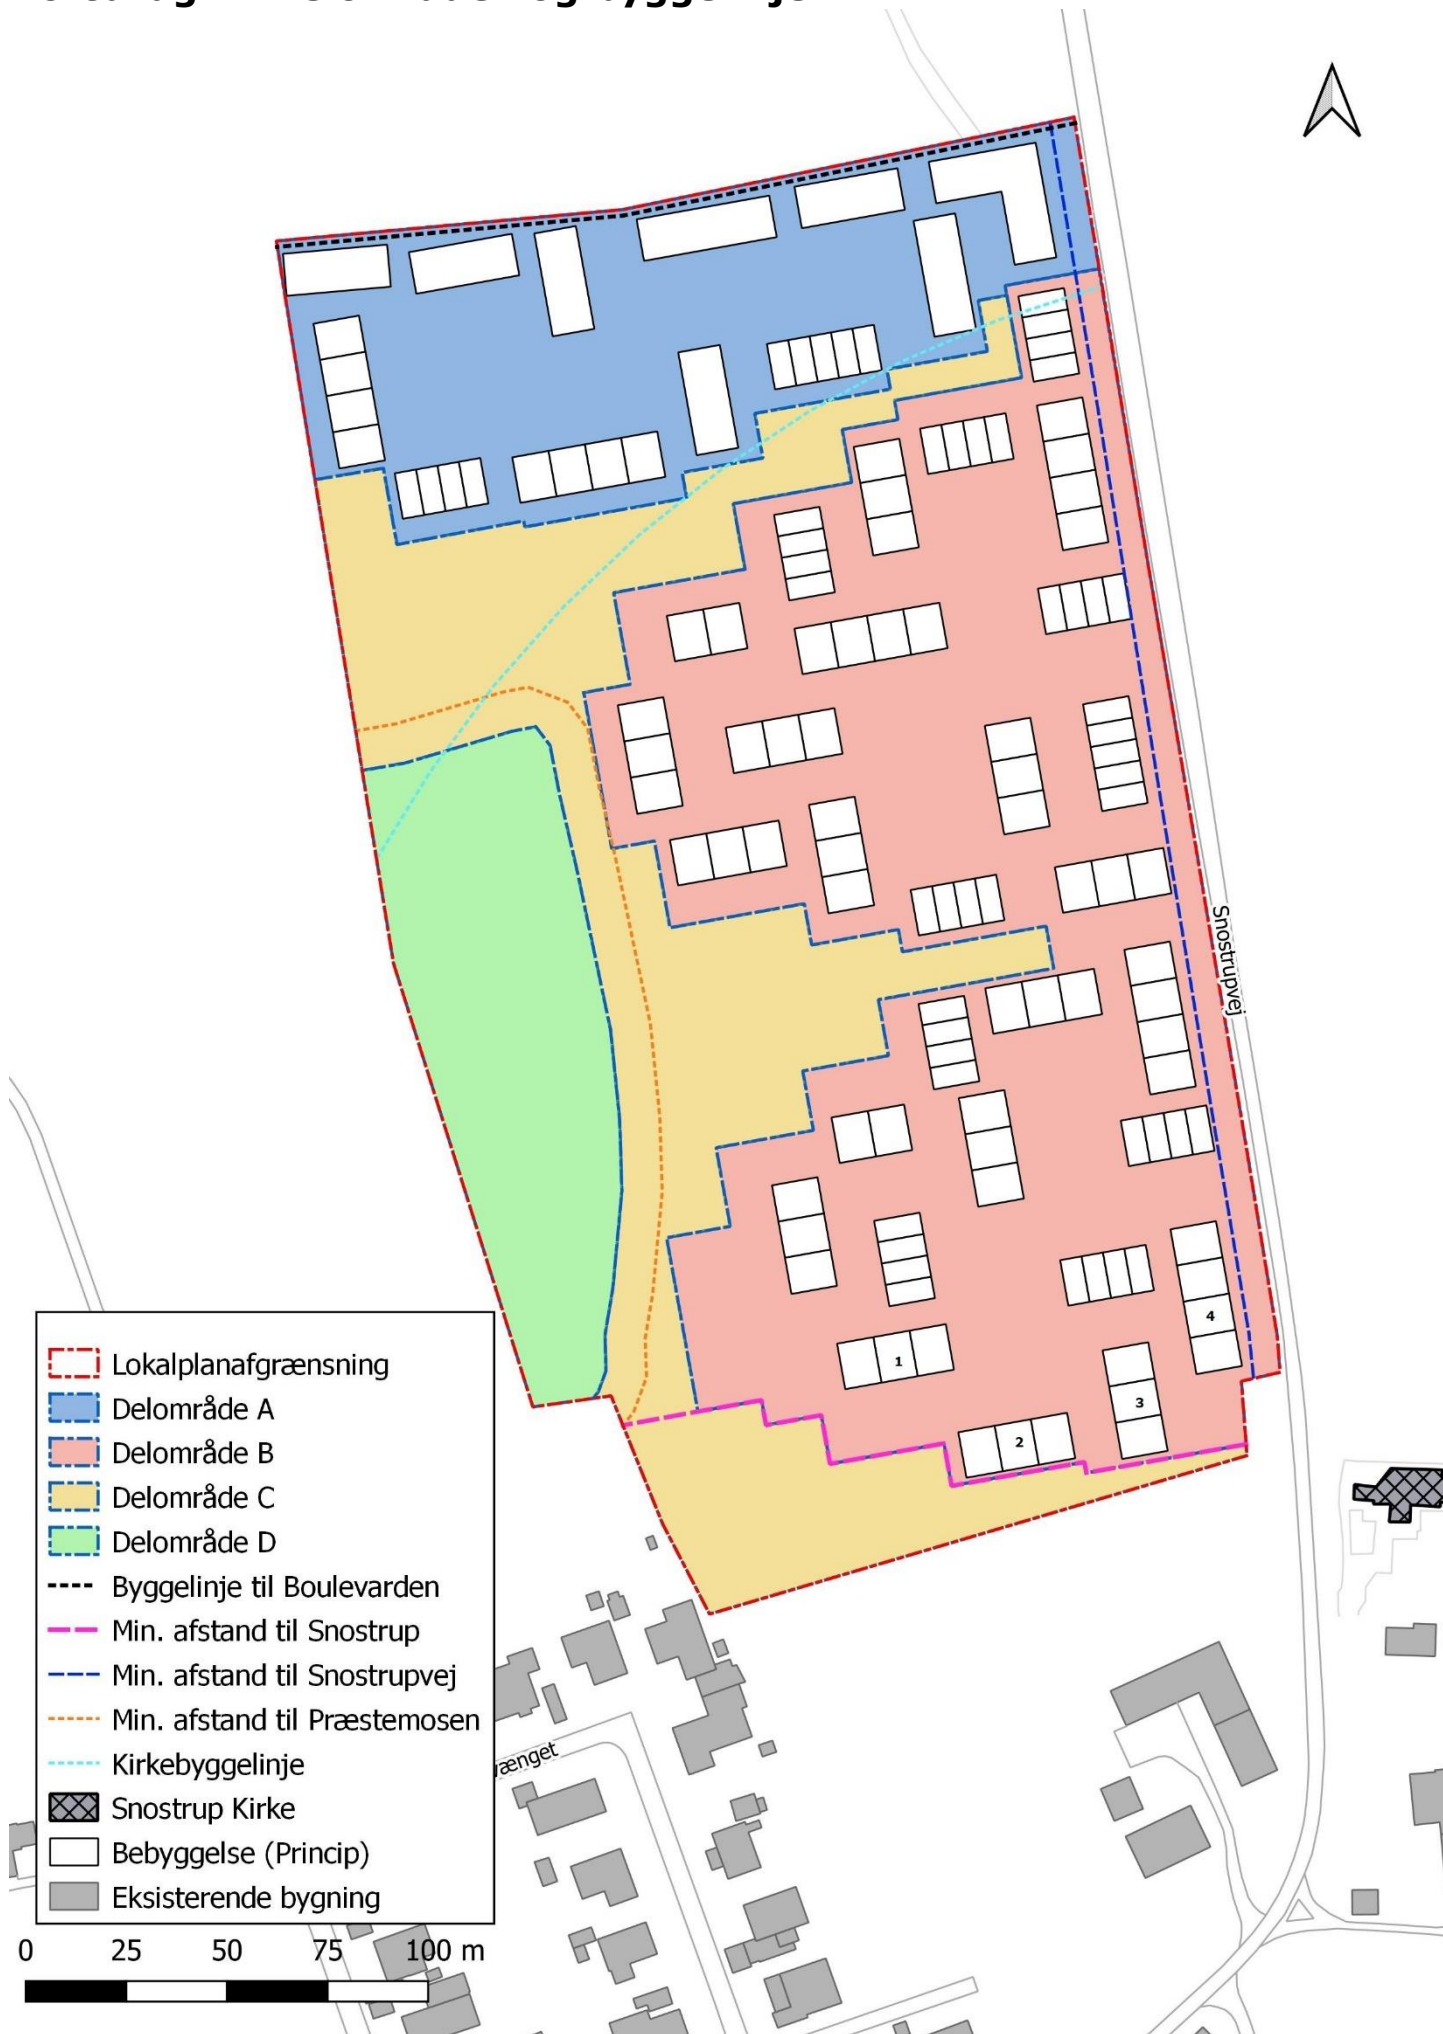 Snostrupvej
1
2
3
4
Lokalplanafgrænsning
Delområde A
Delområde B
Delområde C
Delområde D
Byggelinje til Boulevarden
Min. afstand til Snostrup
Min. afstand til Snostrupvej
Min. afstand til Præstemosen
Kirkebyggelinje
Snostrup Kirke
Bebyggelse (Princip)
Eksisterende bygning
0 25 50 75 100 m